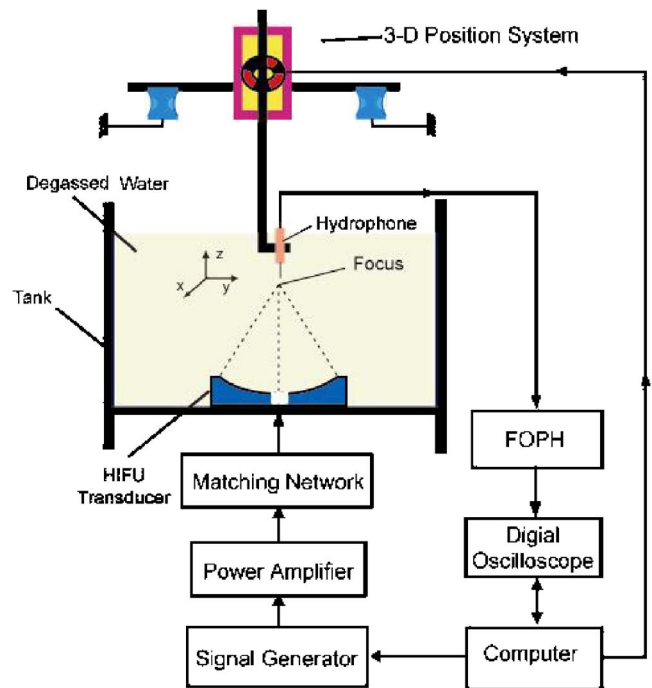 3-D Position System
Degassed Water
Hydrophone
z
Focus
x
y
Tank
HIFU
Transducer
FOPH
Matching Network
Digial
Oscilloscope
Power Amplifier
Signal Generator
Computer